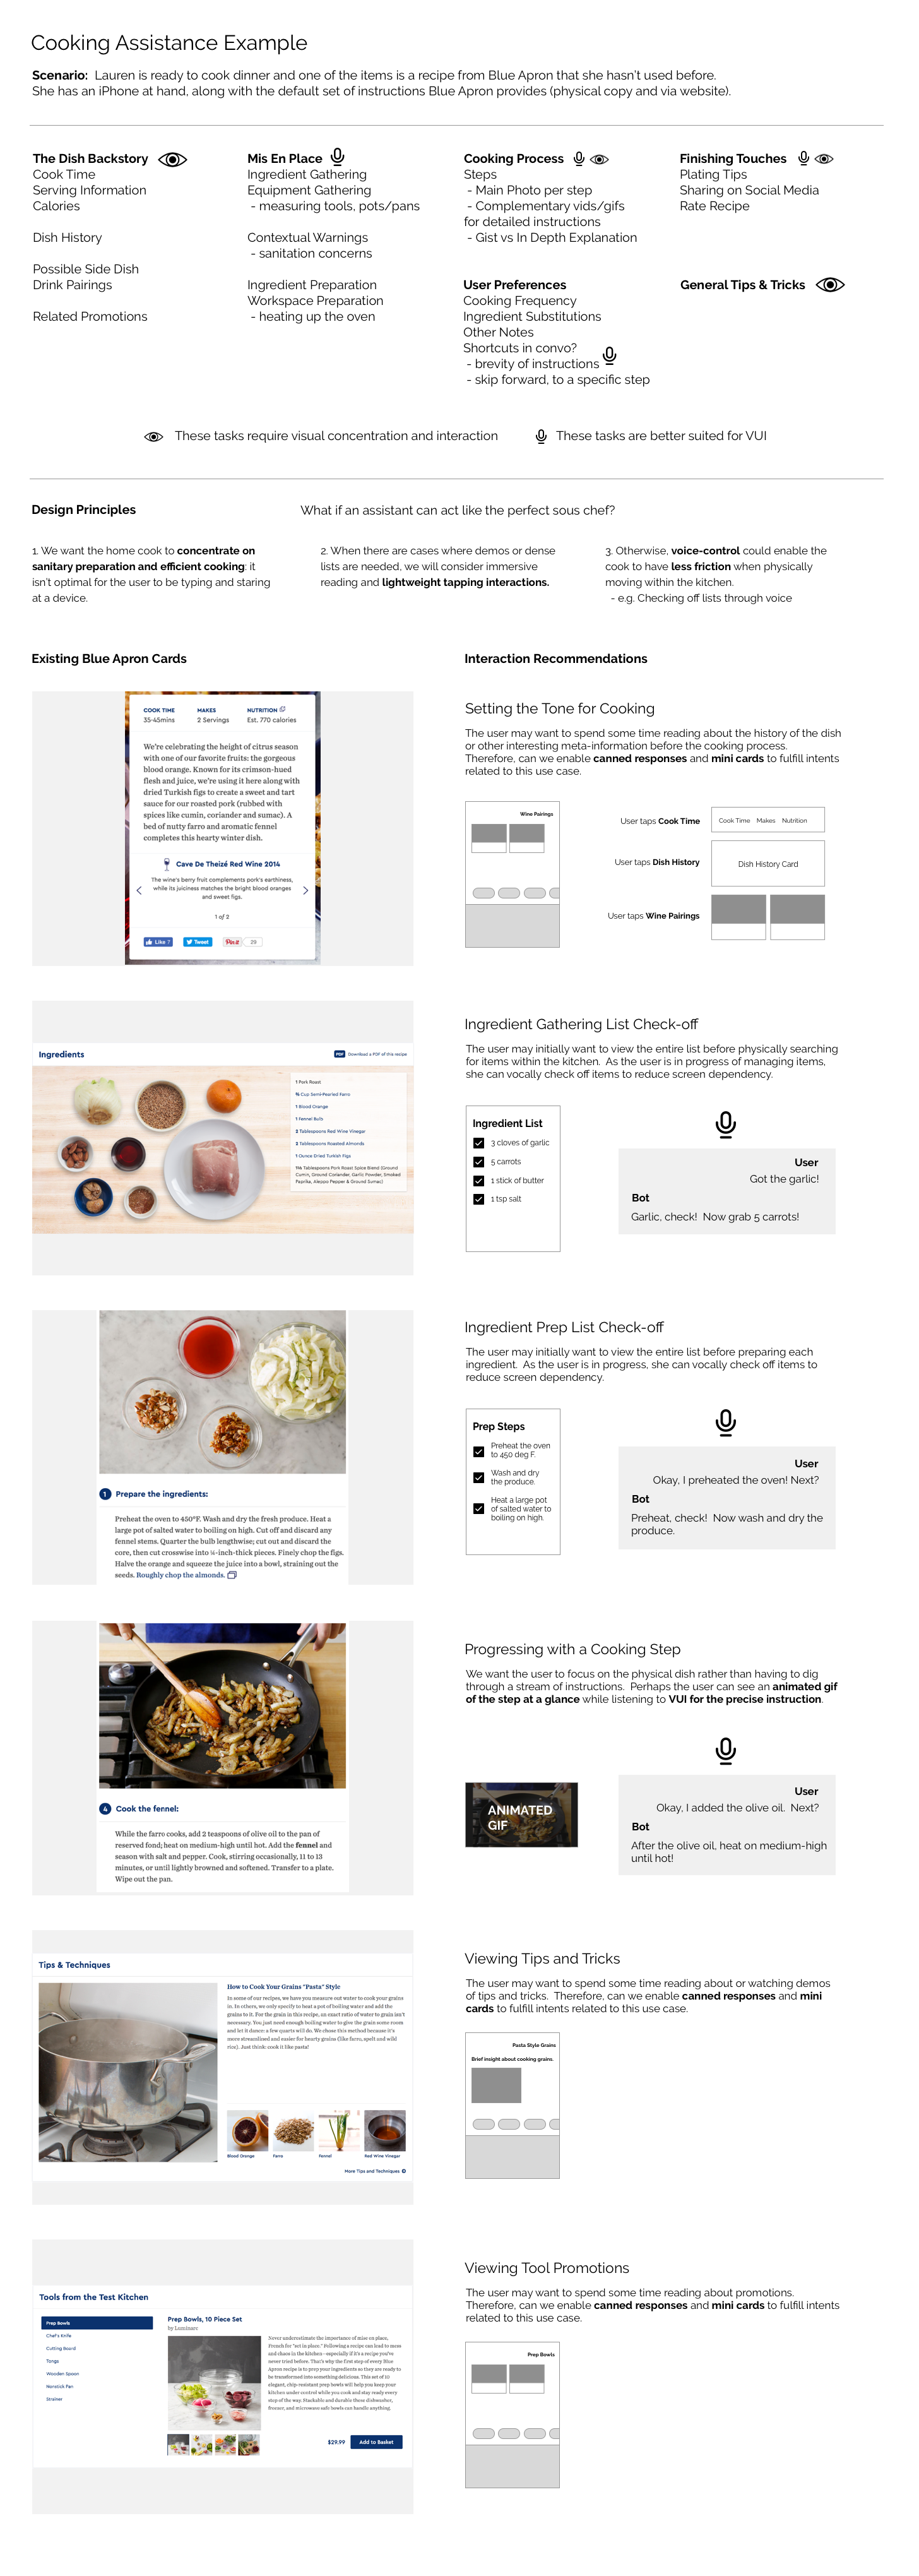 Cooking Assistance Example
Scenario: Lauren is ready to cook dinner and one of the items is a recipe from Blue Apron that she hasn't used before.
She has an iPhone at hand, along with the default set of instructions Blue Apron provides (physical copy and via website).
The Dish Backstory
Cook Time
Serving Information
Calories
Dish History
Possible Side Dish
Drink Pairings
Related Promotions
Mis En Place
Ingredient Gathering
Equipment Gathering
- measuring tools, pots/pans
Contextual Warnings
- sanitation concerns
Ingredient Preparation
Workspace Preparation
- heating up the oven
Cooking Process
Steps
- Main Photo per step
- Complementary vids/gifs
for detailed instructions
- Gist vs In Depth Explanation
User Preferences
Cooking Frequency
Ingredient Substitutions
Other Notes
Shortcuts in convo?
- brevity of instructions
- skip forward, to a specific step
Finishing Touches
Plating Tips
Sharing on Social Media
Rate Recipe
General Tips & Tricks
These tasks require visual concentration and interaction
These tasks are better suited for VUI
Design Principles
What if an assistant can act like the perfect sous chef?
1. We want the home cook to concentrate on
sanitary preparation and efficient cooking: it
isn't optimal for the user to be typing and staring
at a device.
2. When there are cases where demos or dense
lists are needed, we will consider immersive
reading and lightweight tapping interactions.
3. Otherwise, voice-control could enable the
cook to have less friction when physically
moving within the kitchen.
- e.g. Checking off lists through voice
Existing Blue Apron Cards
Interaction Recommendations
COOK TIME
35-45mins
MAKES
2 Servings
NUTRITION
Est. 770 calories
We're celebrating the height of citrus season
with one of our favorite fruits: the gorgeous
blood orange. Known for its crimson-hued
flesh and juice, we're using it here along with
dried Turkish figs to create a sweet and tart
sauce for our roasted pork (rubbed with
spices like cumin, coriander and sumac). A
bed of nutty farro and aromatic fennel
completes this hearty winter dish.
Cave De Theizé Red Wine 2014
The wine's berry fruit complements pork's earthiness,
while its juiciness matches the bright blood oranges
and sweet figs.
1 of 2
Like 7
Tweet
Pin it
29
Setting the Tone for Cooking
The user may want to spend some time reading about the history of the dish
or other interesting meta-information before the cooking process.
Therefore, can we enable canned responses and mini cards to fulfill intents
related to this use case.
Wine Pairings
User taps Cook Time
Cook Time Makes Nutrition
User taps Dish History
Dish History Card
User taps Wine Pairings
Ingredients
PDF Download a PDF of this recipe
1 Pork Roast
¾ Cup Semi-Pearled Farro
1 Blood Orange
1 Fennel Bulb
2 Tablespoons Red Wine Vinegar
2 Tablespoons Roasted Almonds
1 Ounce Dried Turkish Figs
Tablespoons Pork Roast Spice Blend (Ground
Cumin, Ground Coriander, Garlic Powder, Smoked
Paprika, Aleppo Pepper & Ground Sumac)
Ingredient Gathering List Check-off
The user may initially want to view the entire list before physically searching
for items within the kitchen. As the user is in progress of managing items,
she can vocally check off items to reduce screen dependency.
Ingredient List
3 cloves of garlic
5 carrots
1 stick of butter
1 tsp salt
User
Got the garlic!
Bot
Garlic, check! Now grab 5 carrots!
1 Prepare the ingredients:
Preheat the oven to 450°F. Wash and dry the fresh produce. Heat a
large pot of salted water to boiling on high. Cut off and discard any
fennel stems. Quarter the bulb lengthwise; cut out and discard the
core, then cut crosswise into ¼-inch-thick pieces. Finely chop the figs.
Halve the orange and squeeze the juice into a bowl, straining out the
seeds. Roughly chop the almonds.
Ingredient Prep List Check-off
The user may initially want to view the entire list before preparing each
ingredient. As the user is in progress, she can vocally check off items to
reduce screen dependency.
Prep Steps
Preheat the oven
to 450 deg F.
Wash and dry
the produce.
Heat a large pot
of salted water to
boiling on high.
User
Okay, I preheated the oven! Next?
Bot
Preheat, check! Now wash and dry the
produce.
4 Cook the fennel:
While the farro cooks, add 2 teaspoons of olive oil to the pan of
reserved fond; heat on medium-high until hot. Add the fennel and
season with salt and pepper. Cook, stirring occasionally, 11 to 13
minutes, or until lightly browned and softened. Transfer to a plate.
Wipe out the pan.
Progressing with a Cooking Step
We want the user to focus on the physical dish rather than having to dig
through a stream of instructions. Perhaps the user can see an animated gif
of the step at a glance while listening to VUI for the precise instruction.
ANIMATED
GIF
User
Okay, I added the olive oil. Next?
Bot
After the olive oil, heat on medium-high
until hot!
Tips & Techniques
How to Cook Your Grains "Pasta" Style
In some of our recipes, we have you measure out water to cook your grains
in. In others, we only specify to heat a pot of boiling water and add the
grains to it. For the grain in this recipe, an exact ratio of water to grain isn't
necessary. You just need enough boiling water to give the grain some room
and let it dance: a few quarts will do. We chose this method because it's
more streamlined and easier for hearty grains (like farro, spelt and wild
rice). Just think: cook it like pasta!
Blood Orange
Farro
Fennel
Red Wine Vinegar
More Tips and Techniques
Viewing Tips and Tricks
The user may want to spend some time reading about or watching demos
of tips and tricks. Therefore, can we enable canned responses and mini
cards to fulfill intents related to this use case.
Pasta Style Grains
Brief insight about cooking grains.
Tools from the Test Kitchen
Prep Bowls
Chef's Knife
Cutting Board
Tongs
Wooden Spoon
Nonstick Pan
Strainer
Prep Bowls, 10 Piece Set
by Luminarc
Never underestimate the importance of mise en place,
French for "set in place." Following a recipe can lead to mess
and chaos in the kitchen--especially if it's a recipe you've
never tried before. That's why the first step of every Blue
Apron recipe is to prep your ingredients so they are ready to
be transformed into something delicious. This set of 10
elegant, chip-resistant prep bowls will help you keep your
kitchen under control while you cook and stay ready every
step of the way. Stackable and durable these dishwasher,
freezer, and microwave safe bowls can handle anything.
$29.99
Add to Basket
Viewing Tool Promotions
The user may want to spend some time reading about promotions.
Therefore, can we enable canned responses and mini cards to fulfill intents
related to this use case.
Prep Bowls